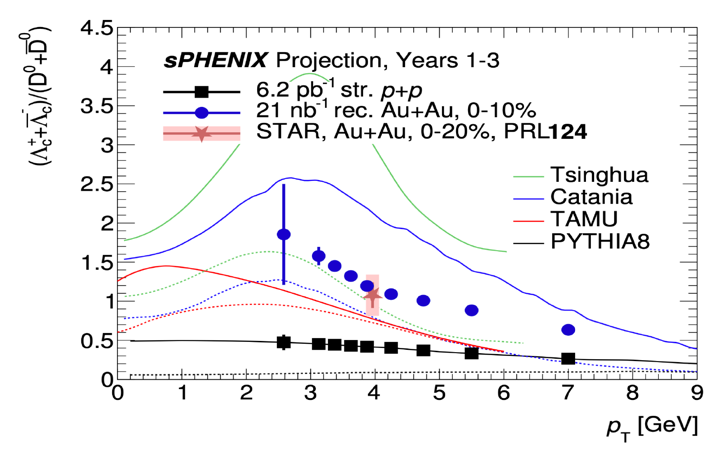 4.5
4
3.5
3
2.5
2
1.5
1
0.5
0
(Λc⁺+Λ̅c⁻)/(D⁰+D̅⁰)
sPHENIX Projection, Years 1-3
6.2 pb⁻¹ str. p+p
21 nb⁻¹ rec. Au+Au, 0-10%
STAR, Au+Au, 0-20%, PRL124
Tsinghua
Catania
TAMU
PYTHIA8
0 1 2 3 4 5 6 7 8 9
pT [GeV]